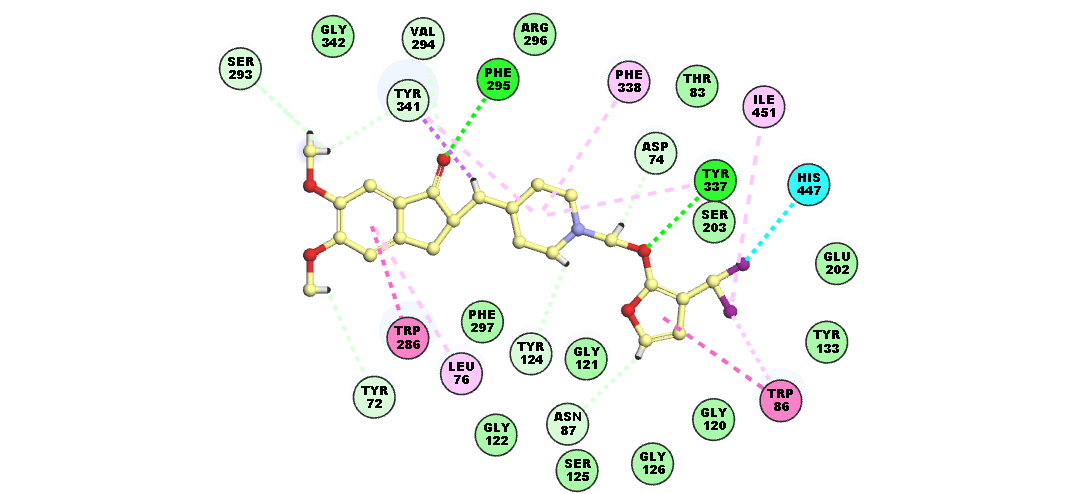 GLY
342
VAL
294
ARG
296
SER
293
PHE
295
PHE
338
THR
83
TYR
341
ILE
451
ASP
74
TYR
337
HIS
447
SER
203
GLU
202
PHE
297
TRP
286
TYR
124
GLY
121
TYR
133
LEU
76
TYR
72
TRP
86
ASN
87
GLY
120
GLY
122
SER
125
GLY
126